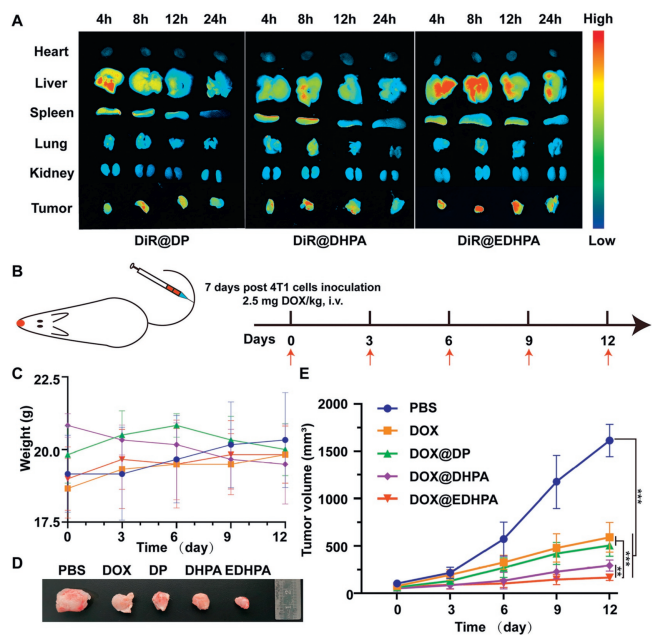 A
4h 8h 12h 24h 4h 8h 12h 24h 4h 8h 12h 24h High
Heart
Liver
Spleen
Lung
Kidney
Tumor
DiR@DP DiR@DHPA DiR@EDHPA Low
B
7 days post 4T1 cells inoculation
2.5 mg DOX/kg, i.v.
Days 0 3 6 9 12
C
Weight (g)
22.5
20.0
17.5
0 3 6 9 12
Time (day)
D
PBS DOX DP DHPA EDHPA
E
Tumor volume (mm³)
2000
1500
1000
500
0
PBS
DOX
DOX@DP
DOX@DHPA
DOX@EDHPA
***
***
**
0 3 6 9 12
Time (day)